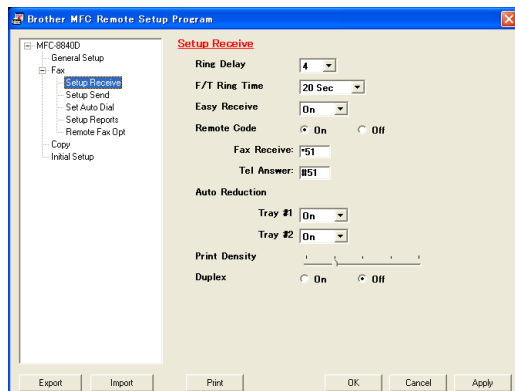 Brother MFC Remote Setup Program
MFC-8840D
General Setup
Fax
Setup Receive
Setup Send
Set Auto Dial
Setup Reports
Remote Fax Opt
Copy
Initial Setup
Setup Receive
Ring Delay 4
F/T Ring Time 20 Sec
Easy Receive On
Remote Code On Off
Fax Receive: *51
Tel Answer: #51
Auto Reduction
Tray #1 On
Tray #2 On
Print Density
Duplex On Off
Export Import Print OK Cancel Apply